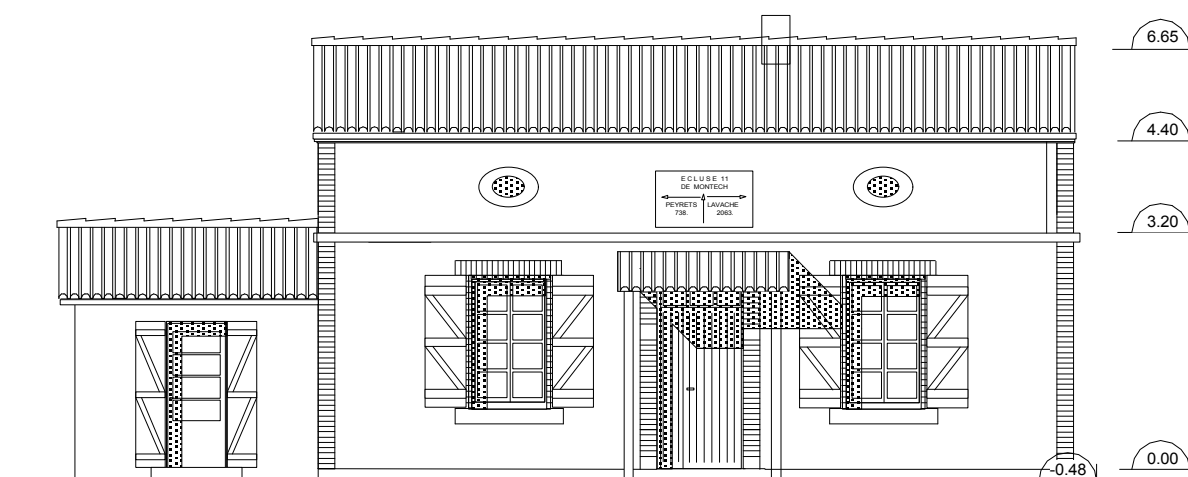 6.65
4.40
ECLUSE 11
DE MONTECH
PEYRETS LAVACHE
738. 2063.
3.20
0.00
-0.48